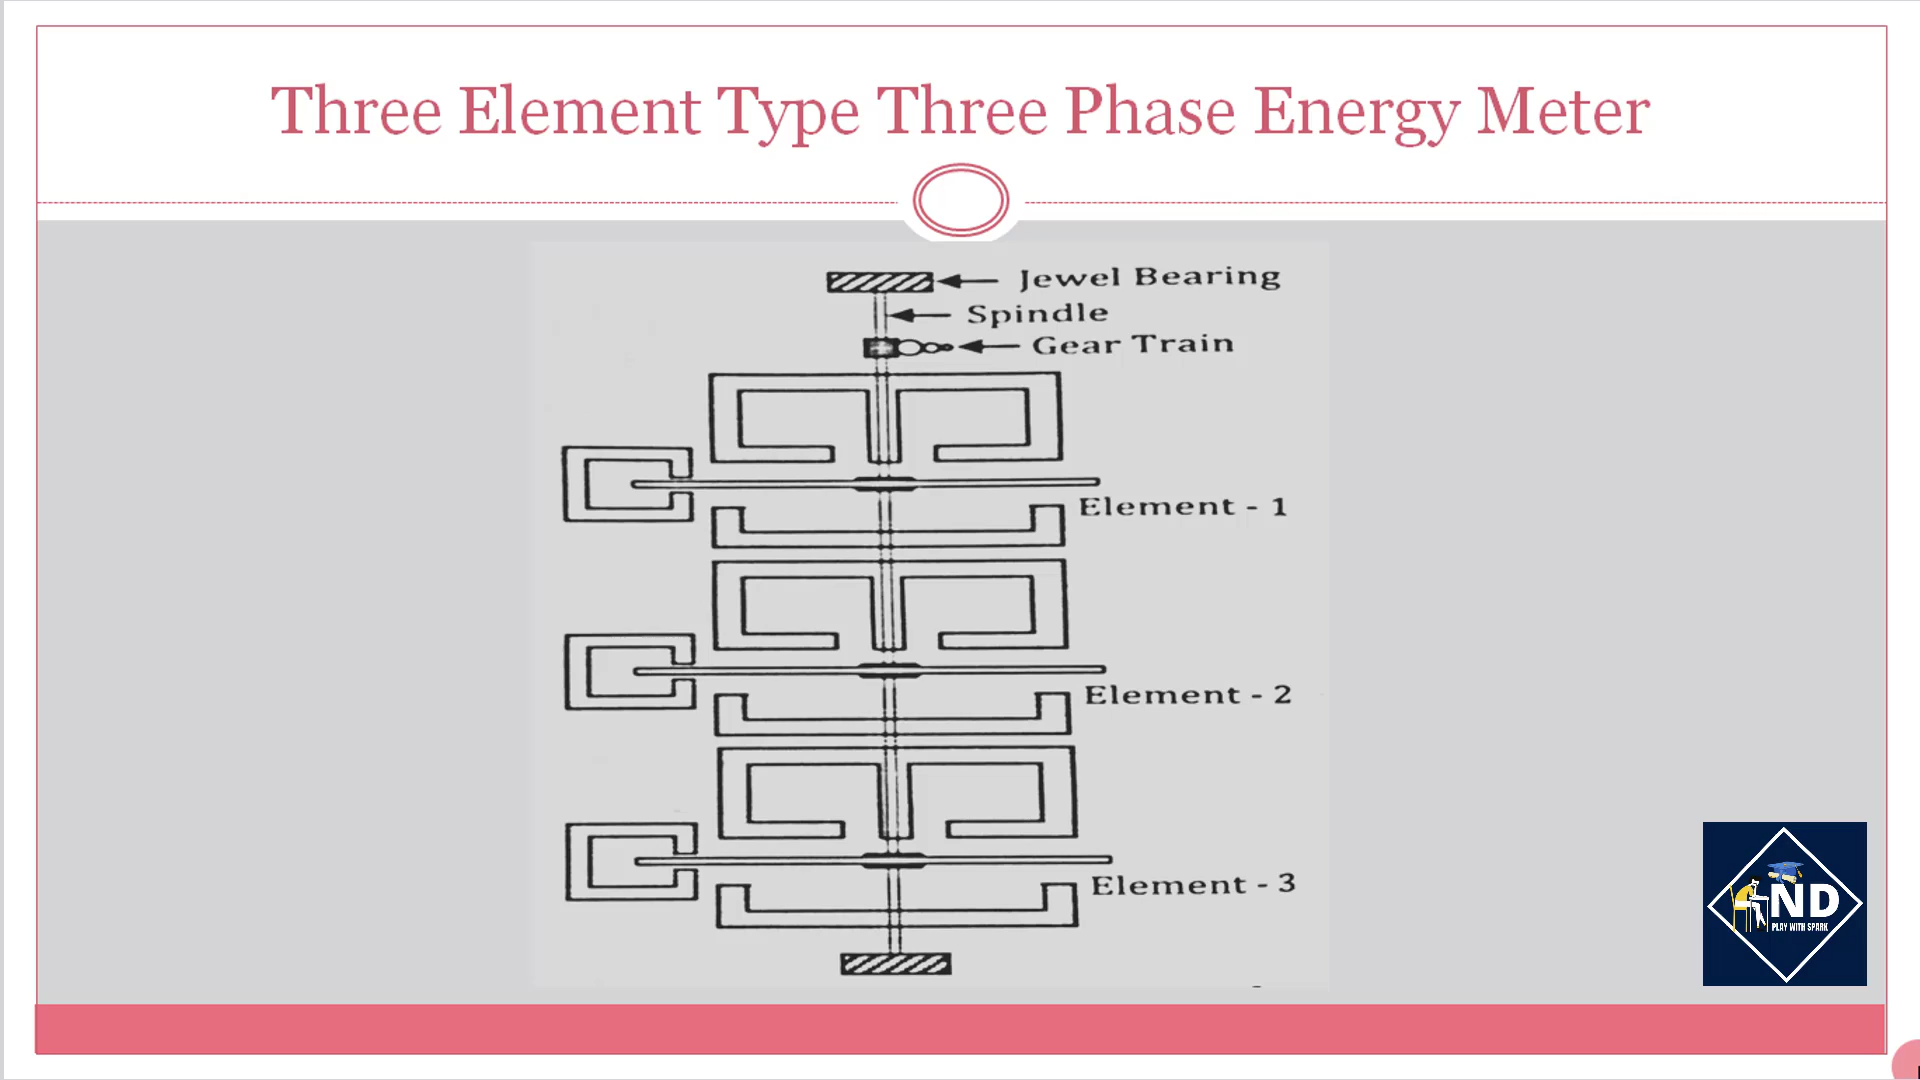 Three Element Type Three Phase Energy Meter
Jewel Bearing
Spindle
Gear Train
Element - 1
Element - 2
Element - 3
ND
PLAY WITH SPARK